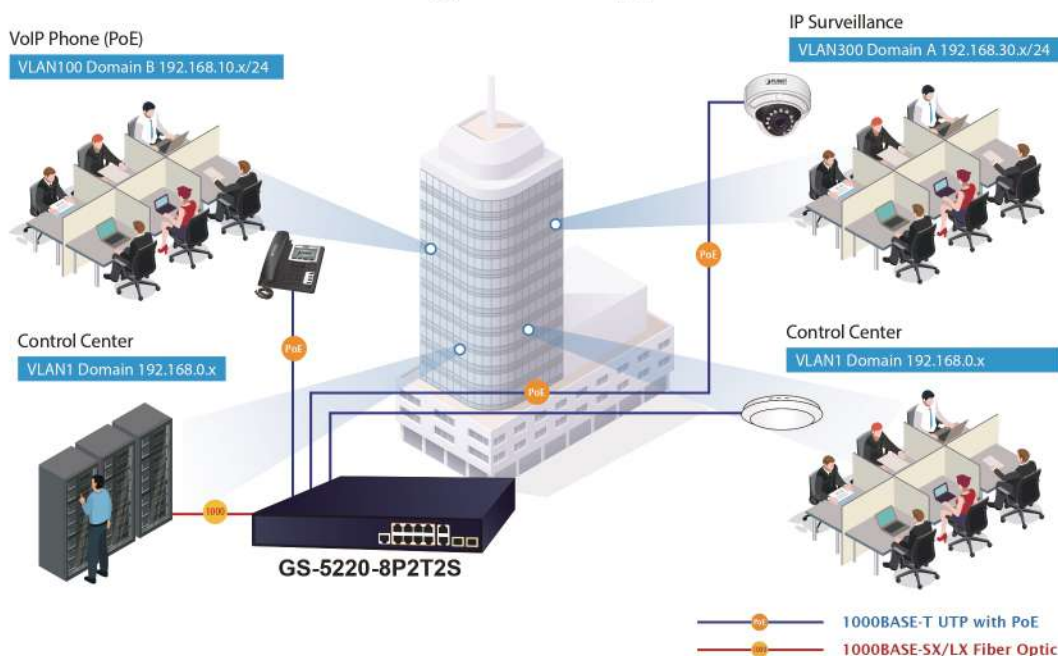 VoIP Phone (PoE)
VLAN100 Domain B 192.168.10.x/24
IP Surveillance
VLAN300 Domain A 192.168.30.x/24
PLANET
PoE
PoE
Control Center
VLAN1 Domain 192.168.0.x
Control Center
VLAN1 Domain 192.168.0.x
PoE
1000
GS-5220-8P2T2S
PoE 1000BASE-T UTP with PoE
1000 1000BASE-SX/LX Fiber Optic